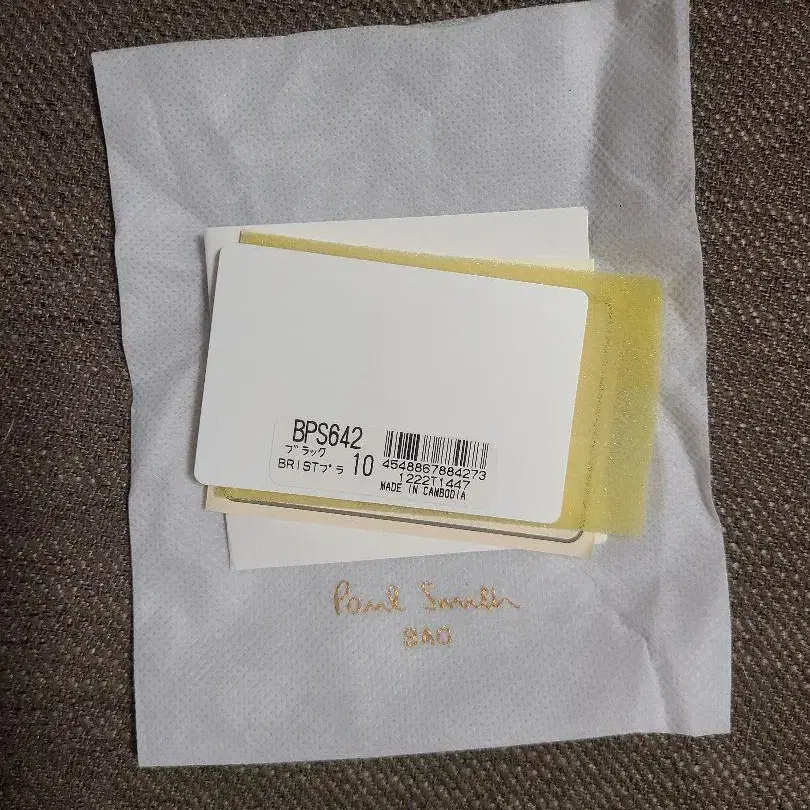 BPS642
ブラック
BRISTプラ 10
4548867884273
1222T1447
MADE IN CAMBODIA
Paul Smith
BAG